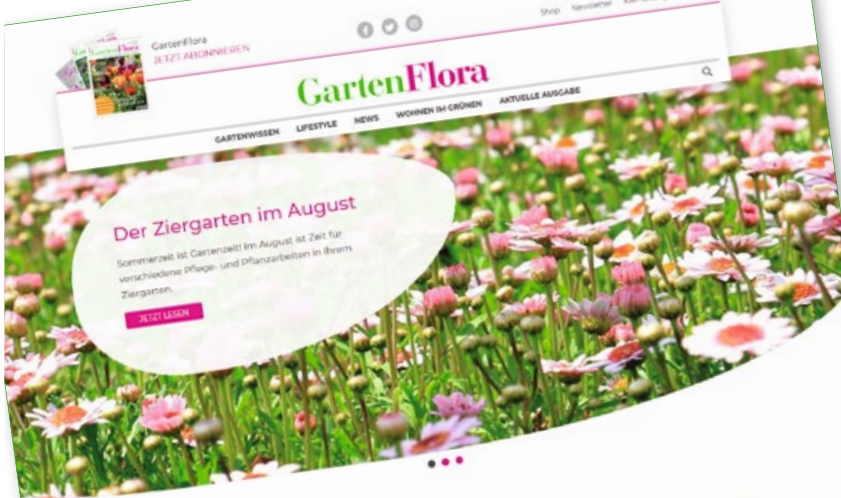 GartenFlora
JETZT ABONNIEREN
Shop Newsletter
GartenFlora
GARTENWISSEN LIFESTYLE NEWS WOHNEN IM GRÜNEN AKTUELLE AUSGABE
Der Ziergarten im August
Sommerzeit ist Gartenzeit! Im August ist Zeit für
verschiedene Pflege- und Pflanzarbeiten in Ihrem
Ziergarten.
JETZT LESEN